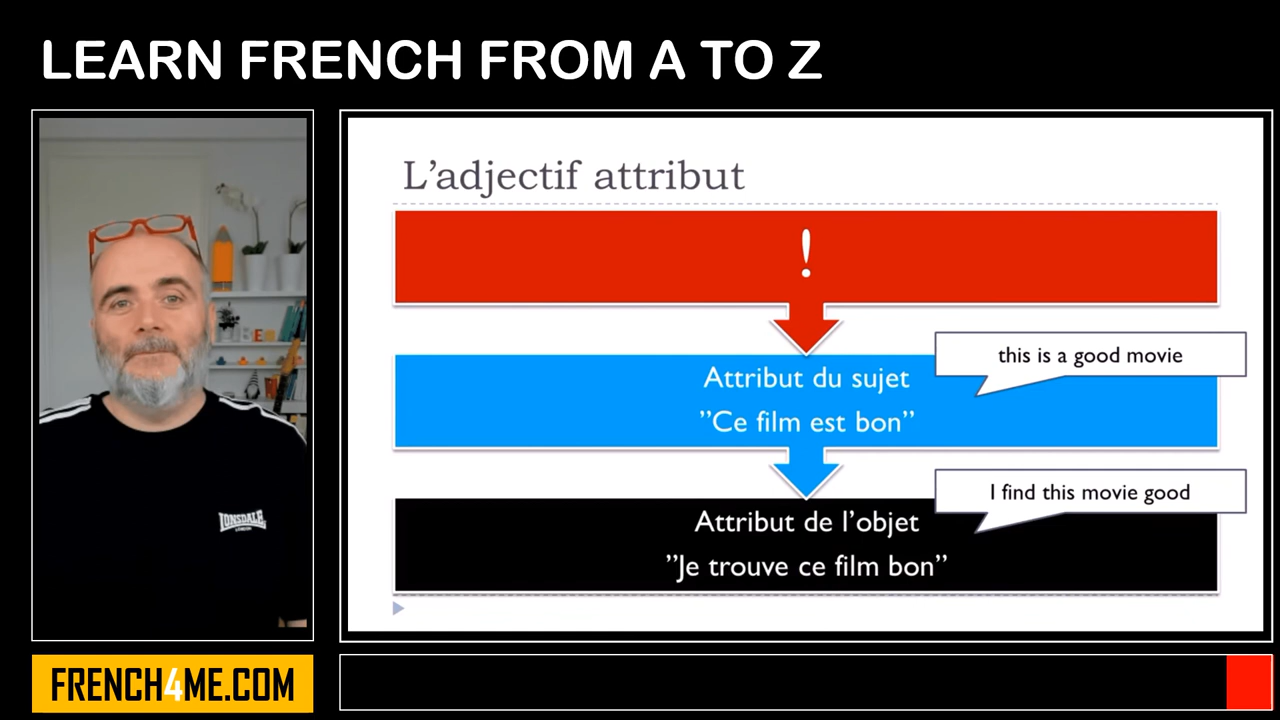 LEARN FRENCH FROM A TO Z
L’adjectif attribut
!
this is a good movie
Attribut du sujet
”Ce film est bon”
I find this movie good
Attribut de l’objet
”Je trouve ce film bon”
LONSDALE
LONDON
FRENCH4ME.COM